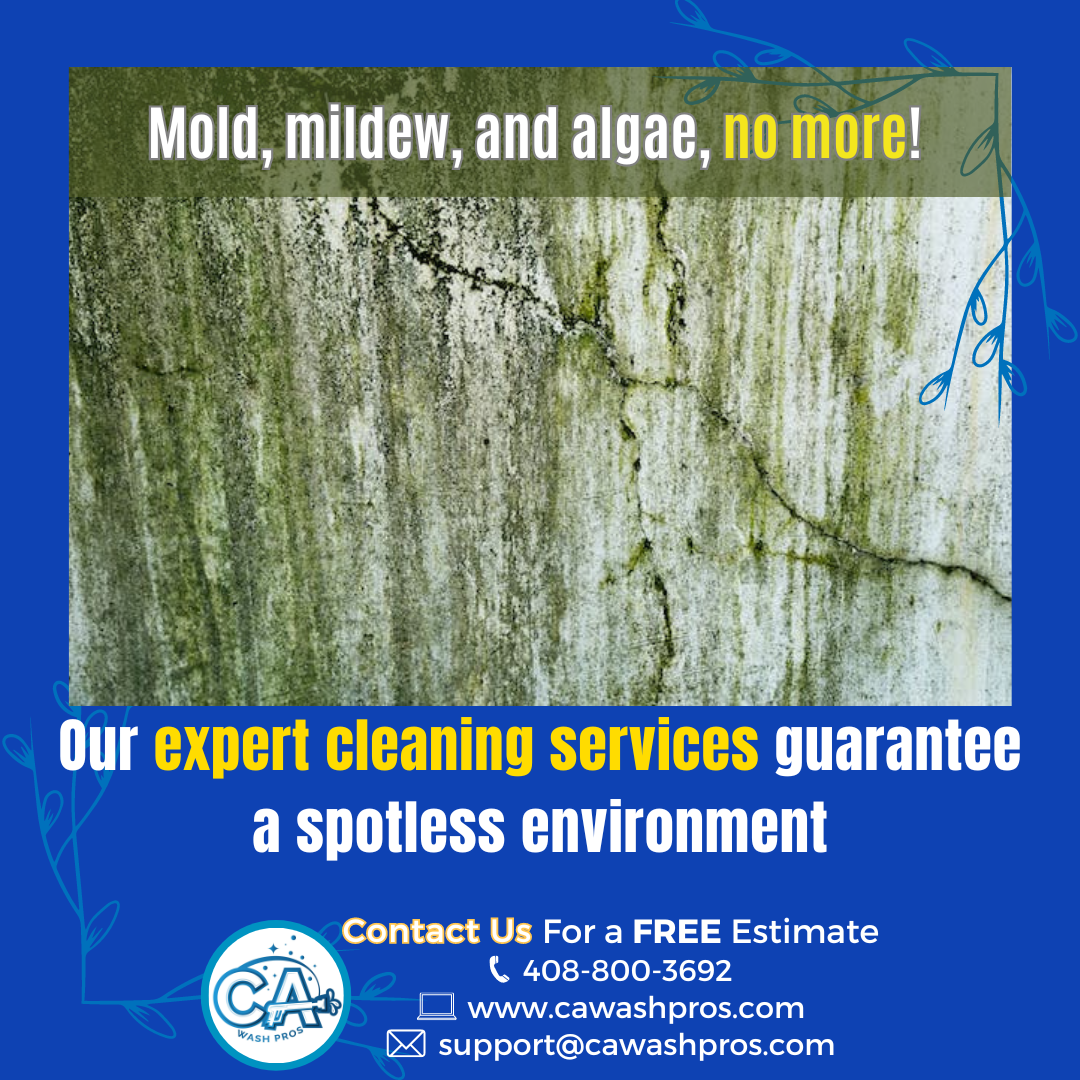 Mold, mildew, and algae, no more!
Our expert cleaning services guarantee
a spotless environment
Contact Us For a FREE Estimate
408-800-3692
www.cawashpros.com
support@cawashpros.com
CA
WASH PROS